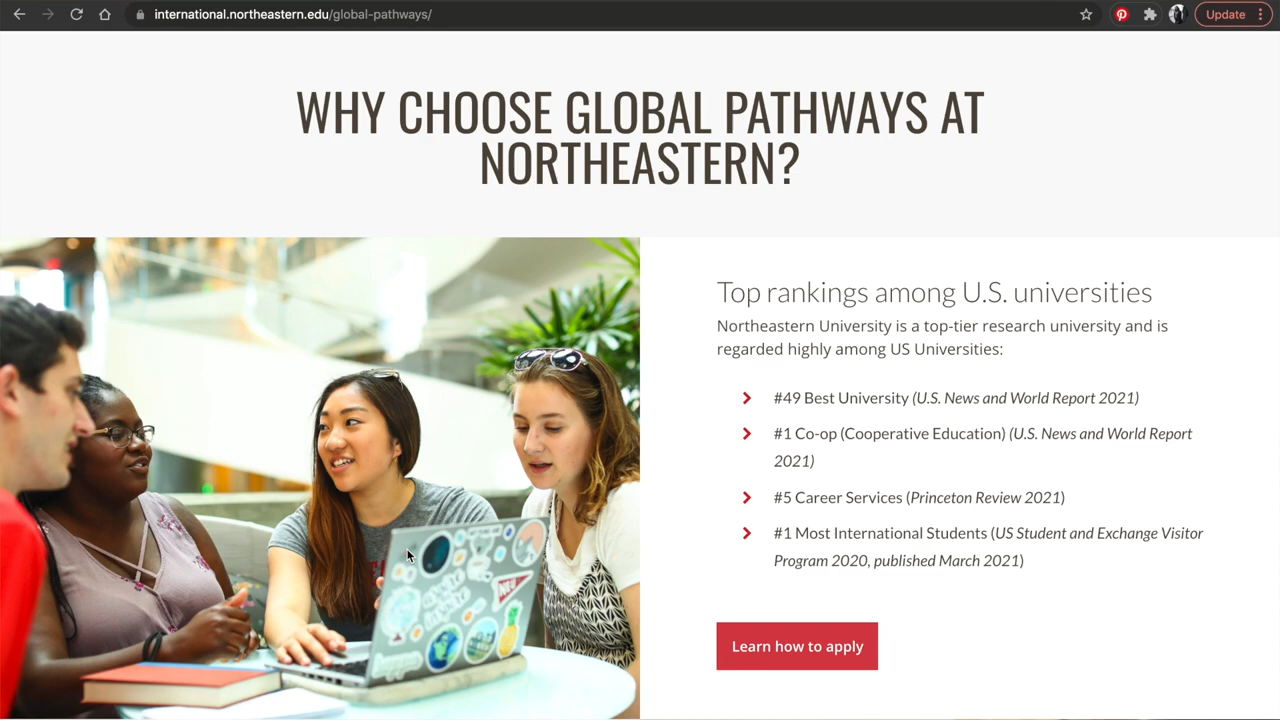 international.northeastern.edu/global-pathways/
Update
WHY CHOOSE GLOBAL PATHWAYS AT
NORTHEASTERN?
Top rankings among U.S. universities
Northeastern University is a top-tier research university and is
regarded highly among US Universities:
#49 Best University (U.S. News and World Report 2021)
#1 Co-op (Cooperative Education) (U.S. News and World Report
2021)
#5 Career Services (Princeton Review 2021)
#1 Most International Students (US Student and Exchange Visitor
Program 2020, published March 2021)
Learn how to apply
NEU